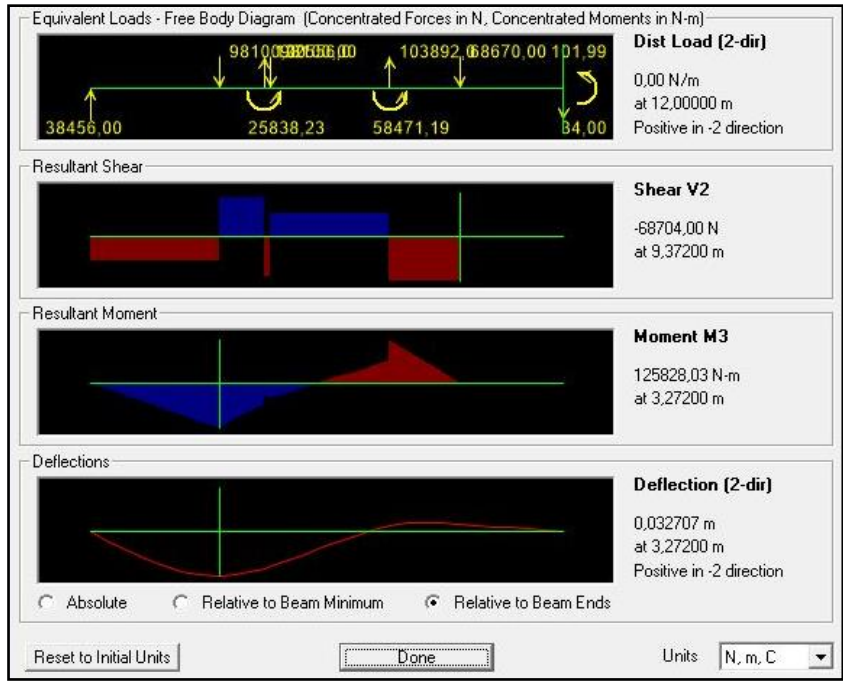 Equivalent Loads - Free Body Diagram (Concentrated Forces in N, Concentrated Moments in N-m)
103892,0 68670,00 101,99
38456,00 25838,23 58471,19 34,00
Dist Load (2-dir)
0,00 N/m
at 12,00000 m
Positive in -2 direction
Resultant Shear
Shear V2
-68704,00 N
at 9,37200 m
Resultant Moment
Moment M3
125828,03 N-m
at 3,27200 m
Deflections
Deflection (2-dir)
0,032707 m
at 3,27200 m
Positive in -2 direction
Absolute Relative to Beam Minimum Relative to Beam Ends
Reset to Initial Units Done Units N, m, C